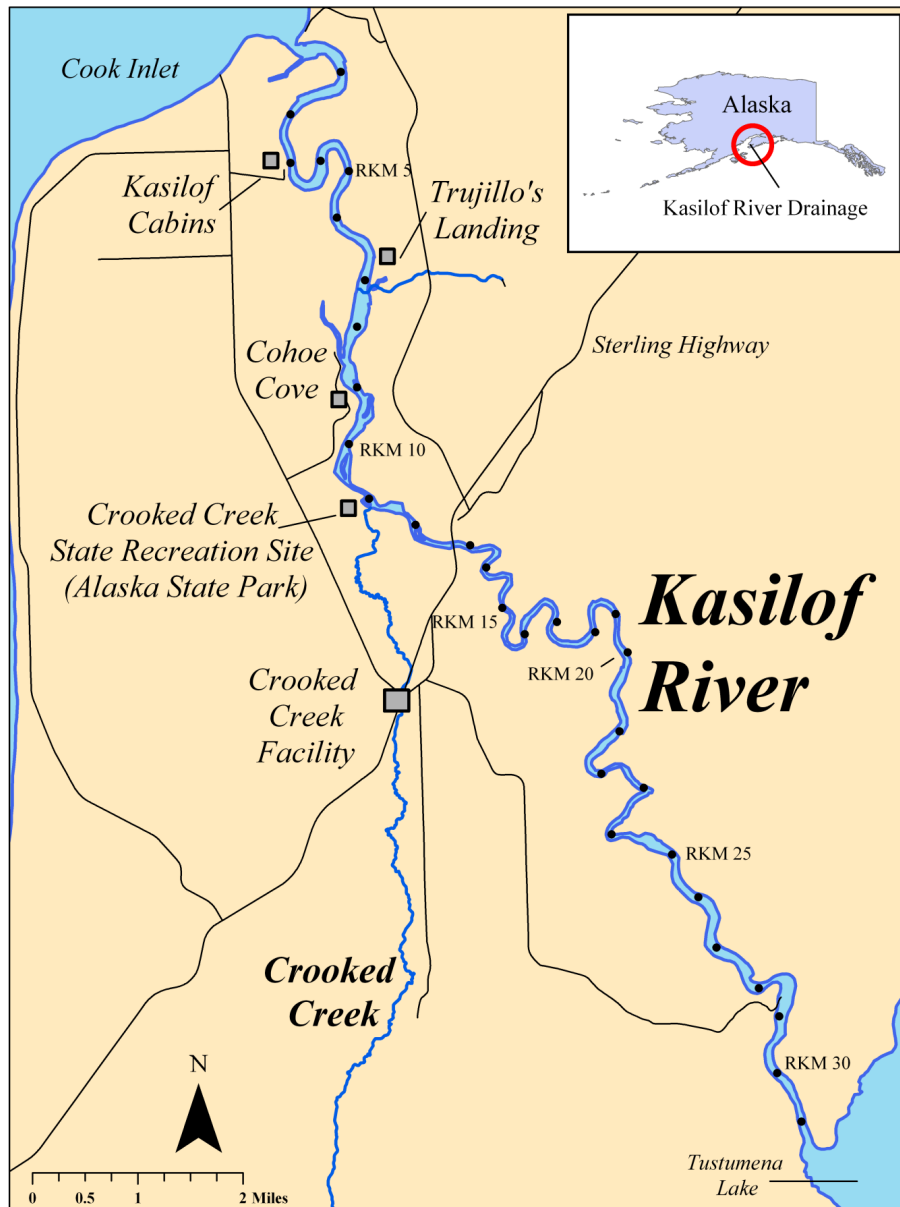 Cook Inlet
Alaska
Kasilof River Drainage
Kasilof
Cabins
RKM 5
Trujillo's
Landing
Cohoe
Cove
Sterling Highway
RKM 10
Crooked Creek
State Recreation Site
(Alaska State Park)
RKM 15
Kasilof
River
RKM 20
Crooked
Creek
Facility
RKM 25
Crooked
Creek
RKM 30
N
Tustumena
Lake
0 0.5 1 2 Miles